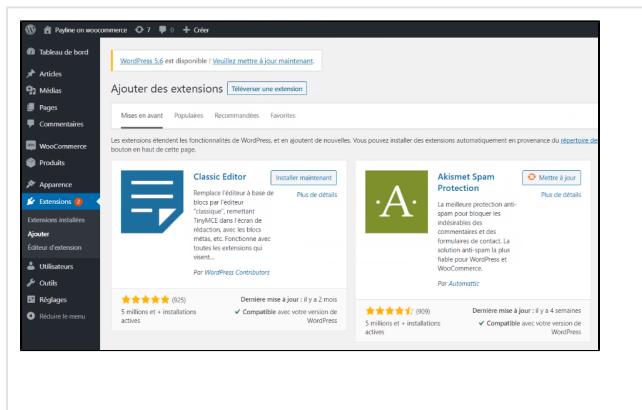 Payline on woocommerce 7 0 + Créer
Tableau de bord
Articles
Médias
Pages
Commentaires
WooCommerce
Produits
Apparence
Extensions 2
Extensions installées
Ajouter
Éditeur d'extension
Utilisateurs
Outils
Réglages
Réduire le menu
WordPress 5.6 est disponible ! Veuillez mettre à jour maintenant.
Ajouter des extensions Téléverser une extension
Mises en avant Populaires Recommandées Favorites
Les extensions étendent les fonctionnalités de WordPress, et en ajoutent de nouvelles. Vous pouvez installer des extensions automatiquement en provenance du répertoire de
bouton en haut de cette page.
Classic Editor
Installer maintenant
Plus de détails
Remplace l'éditeur à base de
blocs par l'éditeur
"classique", remettant
TinyMCE dans l'écran de
rédaction, avec les blocs
métas, etc. Fonctionne avec
toutes les extensions qui
visent...
Par WordPress Contributors
(925)
5 millions et + installations
actives
Dernière mise à jour : il y a 2 mois
Compatible avec votre version de
WordPress
·A·
Akismet Spam
Protection
Mettre à jour
Plus de détails
La meilleure protection anti-
spam pour bloquer les
indésirables des
commentaires et des
formulaires de contact. La
solution anti-spam la plus
fiable pour WordPress et
WooCommerce.
Par Automattic
(909)
5 millions et + installations
actives
Dernière mise à jour : il y a 4 semaines
Compatible avec votre version de
WordPress